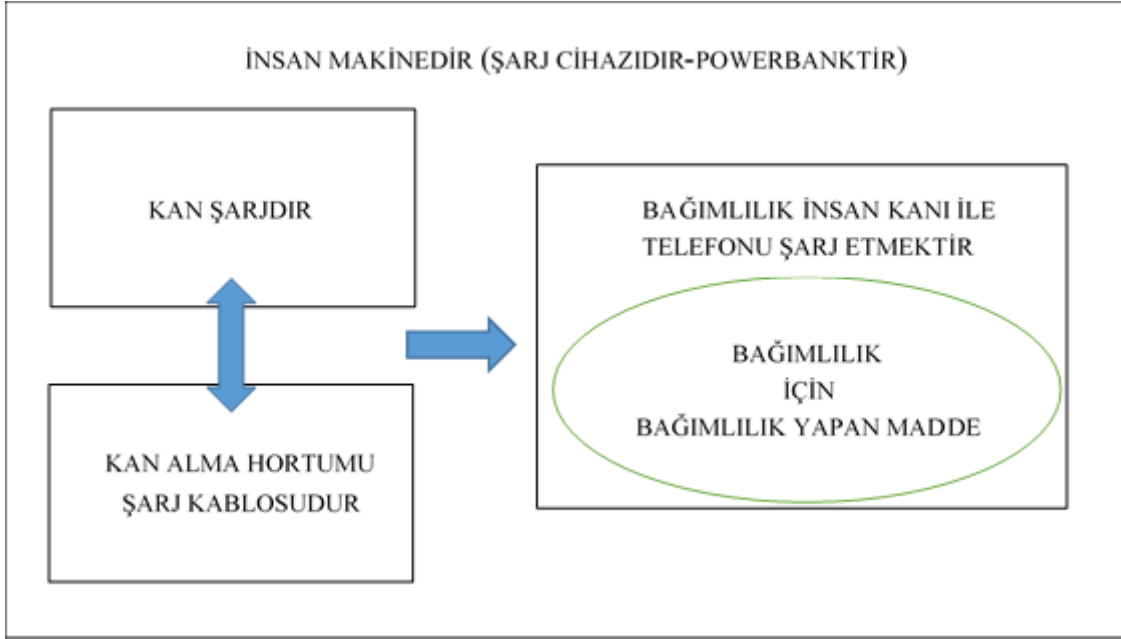 İNSAN MAKİNEDİR (ŞARJ CİHAZIDIR-POWERBANKTİR)
KAN ŞARJDIR
KAN ALMA HORTUMU
ŞARJ KABLOSUDUR
BAĞIMLILIK İNSAN KANI İLE
TELEFONU ŞARJ ETMEKTİR
BAĞIMLILIK
İÇİN
BAĞIMLILIK YAPAN MADDE